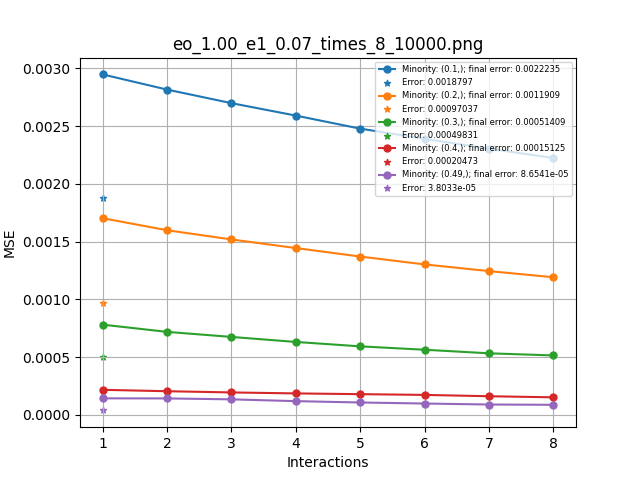 eo_1.00_e1_0.07_times_8_10000.png
Minority: (0.1,); final error: 0.0022235
Error: 0.0018797
Minority: (0.2,); final error: 0.0011909
Error: 0.00097037
Minority: (0.3,); final error: 0.00051409
Error: 0.00049831
Minority: (0.4,); final error: 0.00015125
Error: 0.00020473
Minority: (0.49,); final error: 8.6541e-05
Error: 3.8033e-05
MSE
0.0030
0.0025
0.0020
0.0015
0.0010
0.0005
0.0000
1 2 3 4 5 6 7 8
Interactions